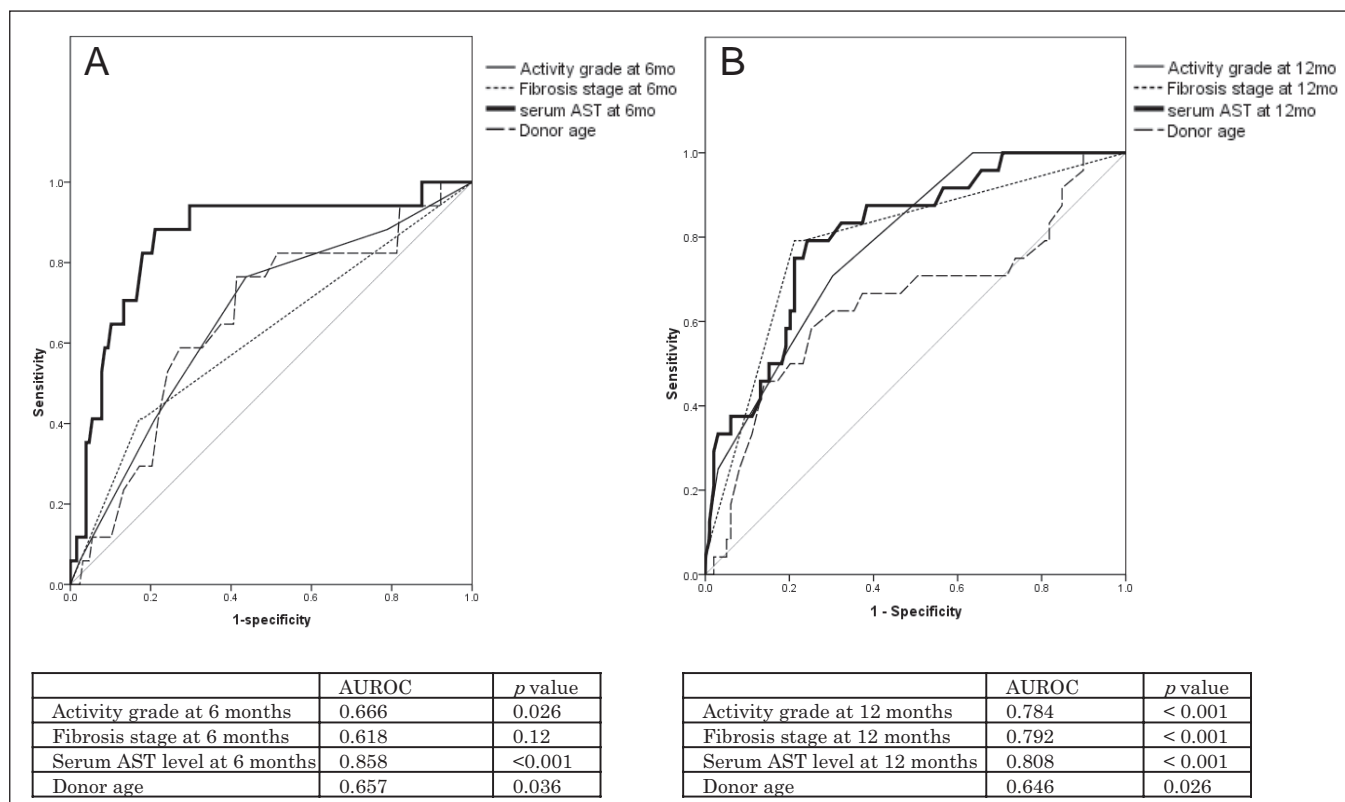 A
Activity grade at 6mo
Fibrosis stage at 6mo
serum AST at 6mo
Donor age
1.0
0.8
0.6
0.4
0.2
0.0
Sensitivity
0.0 0.2 0.4 0.6 0.8 1.0
1-specificity
B
Activity grade at 12mo
Fibrosis stage at 12mo
serum AST at 12mo
Donor age
1.0
0.8
0.6
0.4
0.2
0.0
Sensitivity
0.0 0.2 0.4 0.6 0.8 1.0
1 - Specificity
AUROC p value
Activity grade at 6 months 0.666 0.026
Fibrosis stage at 6 months 0.618 0.12
Serum AST level at 6 months 0.858 <0.001
Donor age 0.657 0.036
AUROC p value
Activity grade at 12 months 0.784 < 0.001
Fibrosis stage at 12 months 0.792 < 0.001
Serum AST level at 12 months 0.808 < 0.001
Donor age 0.646 0.026